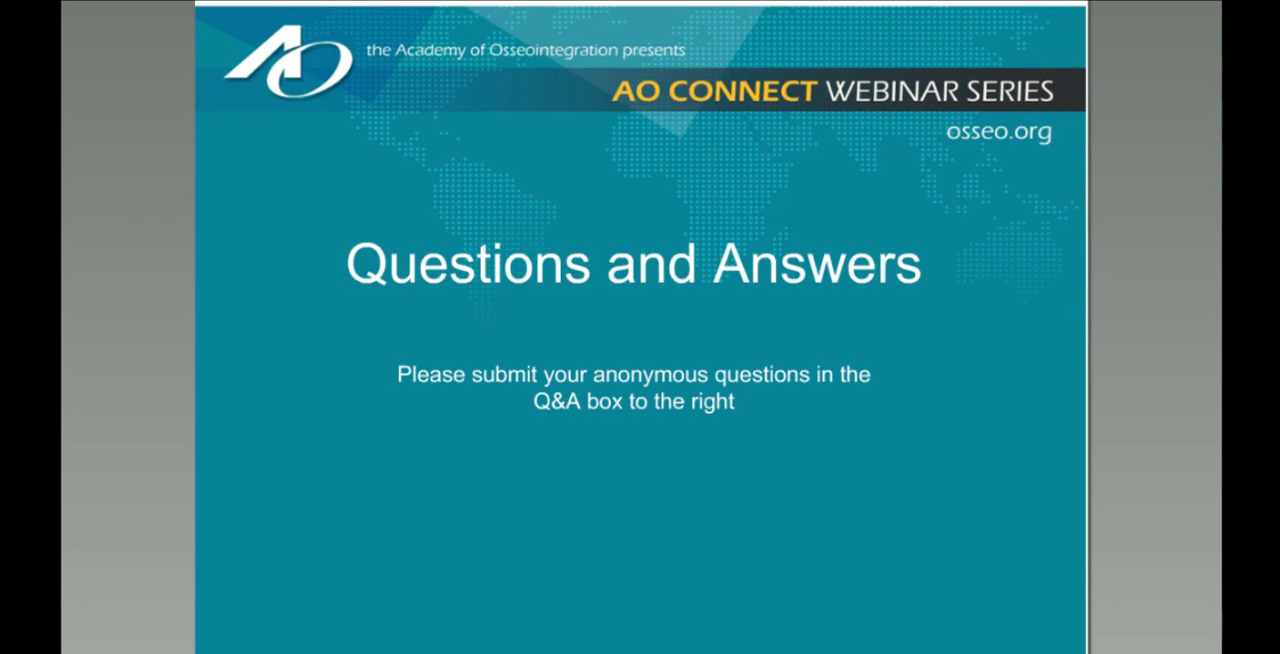 AO
the Academy of Osseointegration presents
AO CONNECT WEBINAR SERIES
osseo.org
Questions and Answers
Please submit your anonymous questions in the
Q&A box to the right